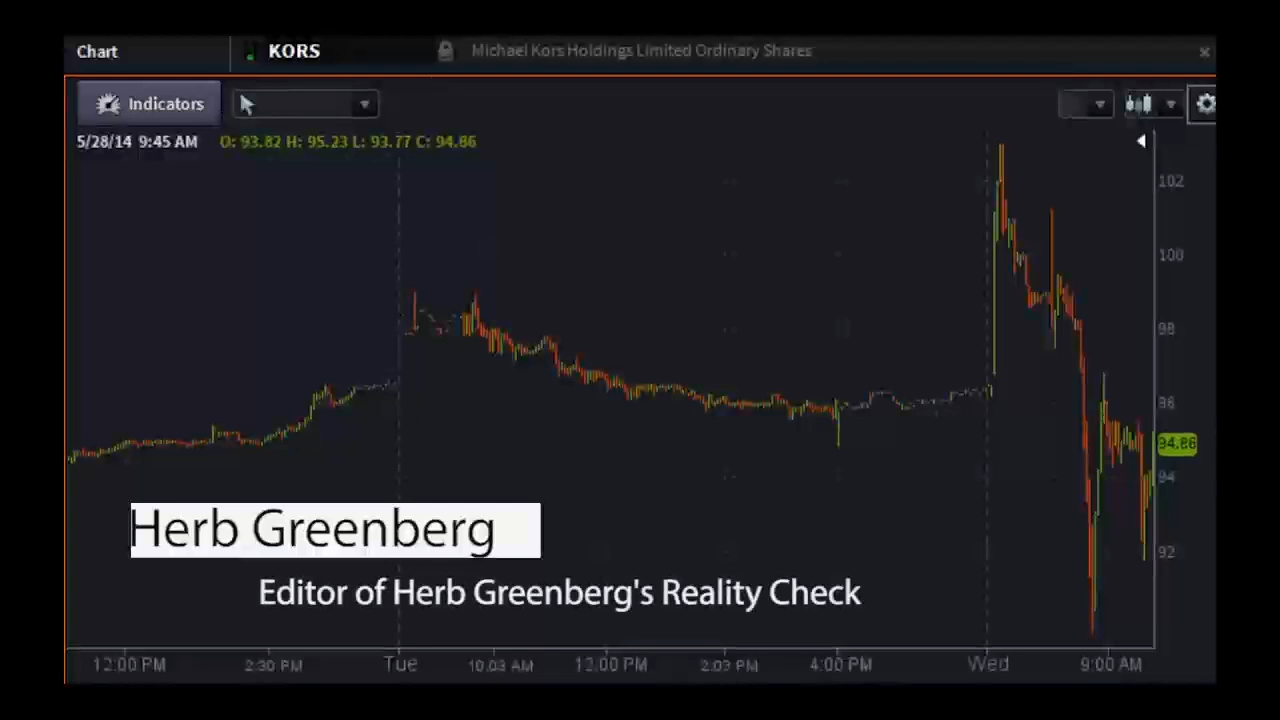 Chart KORS Michael Kors Holdings Limited Ordinary Shares ×
Indicators
5/28/14 9:45 AM O: 93.82 H: 95.23 L: 93.77 C: 94.86
102
100
98
96
94.86
94
92
Herb Greenberg
Editor of Herb Greenberg's Reality Check
12:00 PM 2:30 PM Tue 10:03 AM 12:00 PM 2:03 PM 4:00 PM Wed 9:00 AM